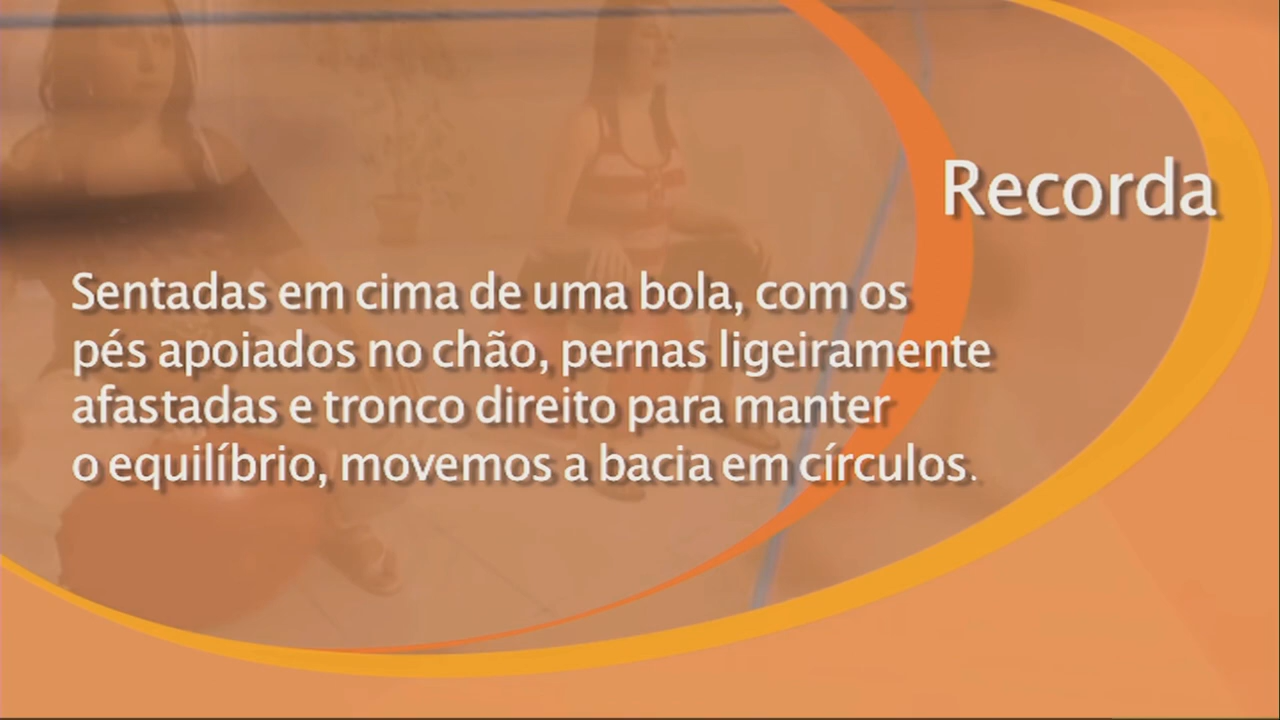 Recorda
Sentadas em cima de uma bola, com os
pés apoiados no chão, pernas ligeiramente
afastadas e tronco direito para manter
o equilíbrio, movemos a bacia em círculos.